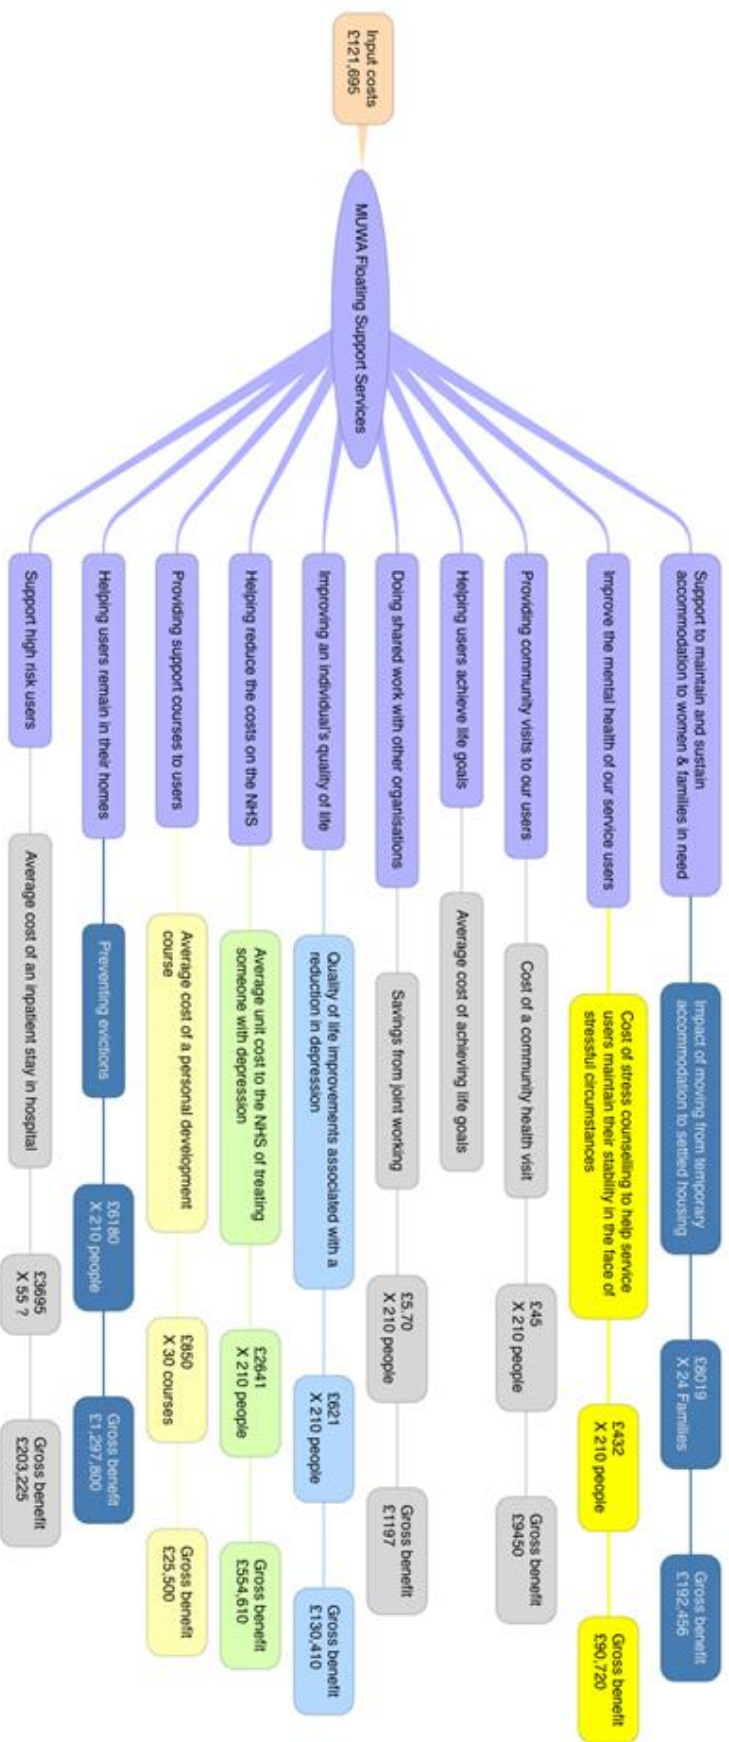 Input costs
£121,695
MUWA Floating Support Services
Support to maintain and sustain
accommodation to women & families in need
Impact of moving from temporary
accommodation to settled housing
£8019
X 24 Families
Gross benefit
£192,456
Improve the mental health of our service users
Cost of stress counselling to help service
users maintain their stability in the face of
stressful circumstances
£432
X 210 people
Gross benefit
£90,720
Providing community visits to our users
Cost of a community health visit
£45
X 210 people
Gross benefit
£9450
Helping users achieve life goals
Average cost of achieving life goals
Doing shared work with other organisations
Savings from joint working
£5.70
X 210 people
Gross benefit
£1197
Improving an individual's quality of life
Quality of life improvements associated with a
reduction in depression
£621
X 210 people
Gross benefit
£130,410
Helping reduce the costs on the NHS
Average unit cost to the NHS of treating
someone with depression
£2641
X 210 people
Gross benefit
£554,610
Providing support courses to users
Average cost of a personal development
course
£850
X 30 courses
Gross benefit
£25,500
Helping users remain in their homes
Preventing evictions
£6180
X 210 people
Gross benefit
£1,297,800
Support high risk users
Average cost of an inpatient stay in hospital
£3695
X 55 ?
Gross benefit
£203,225